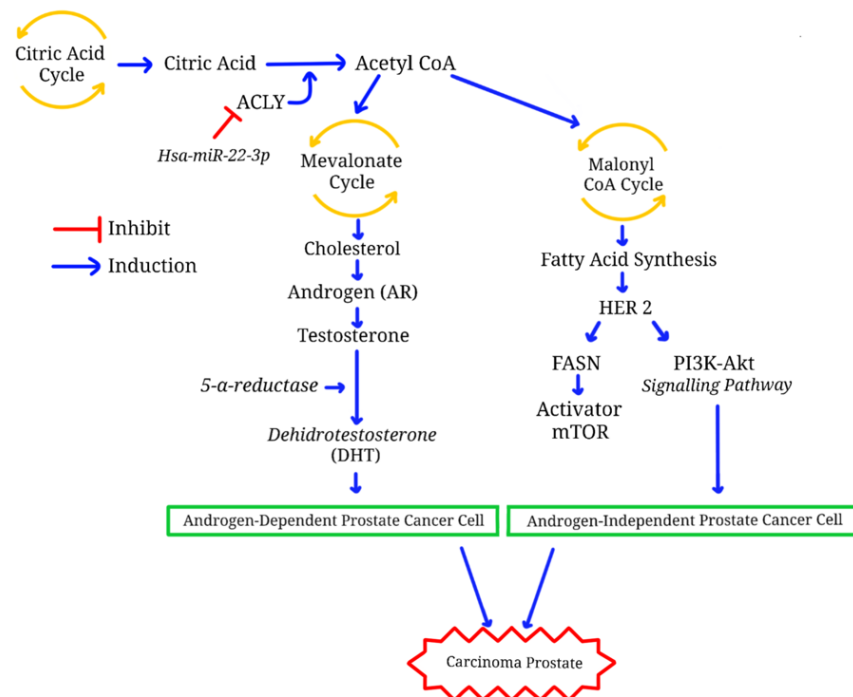 Citric Acid
Cycle
Citric Acid
Acetyl CoA
ACLY
Hsa-miR-22-3p
Mevalonate
Cycle
Malonyl
CoA Cycle
Inhibit
Induction
Cholesterol
Androgen (AR)
Testosterone
5-α-reductase
Dehidrotestosterone
(DHT)
Fatty Acid Synthesis
HER 2
FASN
Activator
mTOR
PI3K-Akt
Signalling Pathway
Androgen-Dependent Prostate Cancer Cell
Androgen-Independent Prostate Cancer Cell
Carcinoma Prostate